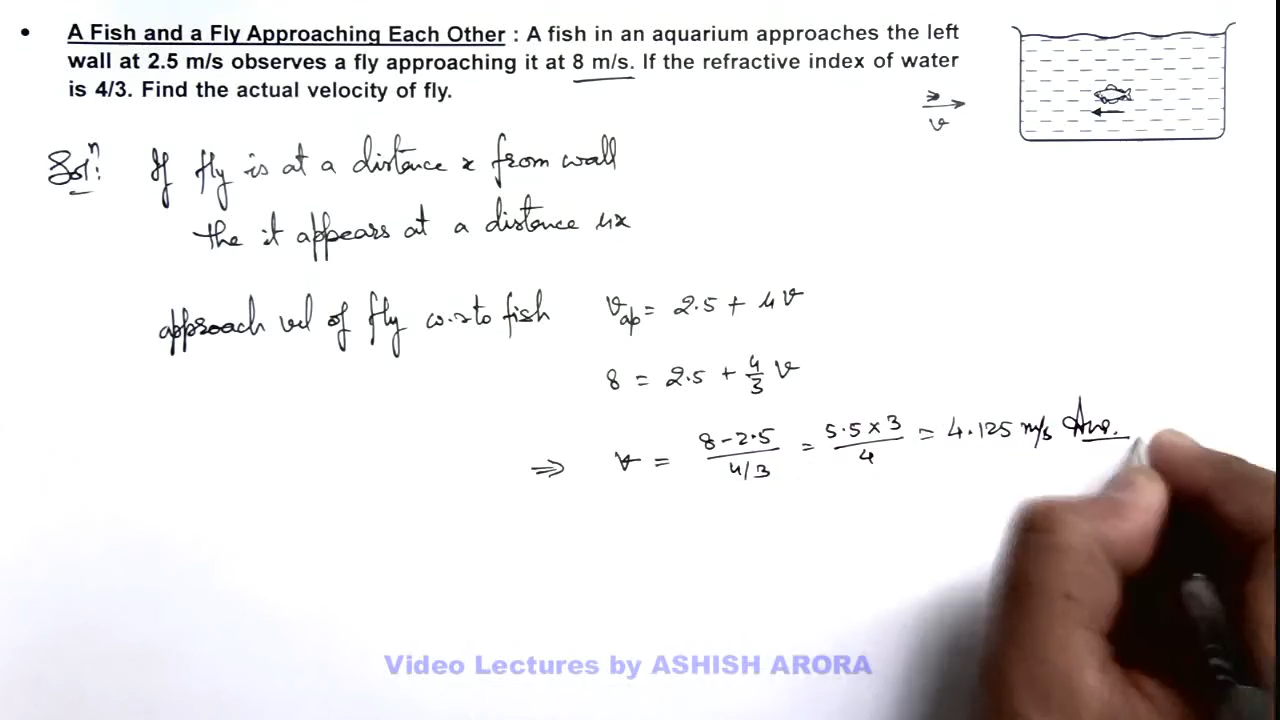 • A Fish and a Fly Approaching Each Other : A fish in an aquarium approaches the left
wall at 2.5 m/s observes a fly approaching it at 8 m/s. If the refractive index of water
is 4/3. Find the actual velocity of fly.
v
Solⁿ: If fly is at a distance x from wall
the it appears at a distance μx
approach vel of fly w.r.to fish v_ap = 2.5 + μv
8 = 2.5 + 4/3 v
⇒ v = (8 - 2.5)/(4/3) = (5.5 × 3)/4 = 4.125 m/s Ans.
Video Lectures by ASHISH ARORA